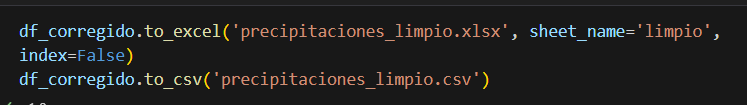 df_corregido.to_excel('precipitaciones_limpio.xlsx', sheet_name='limpio',
index=False)
df_corregido.to_csv('precipitaciones_limpio.csv')